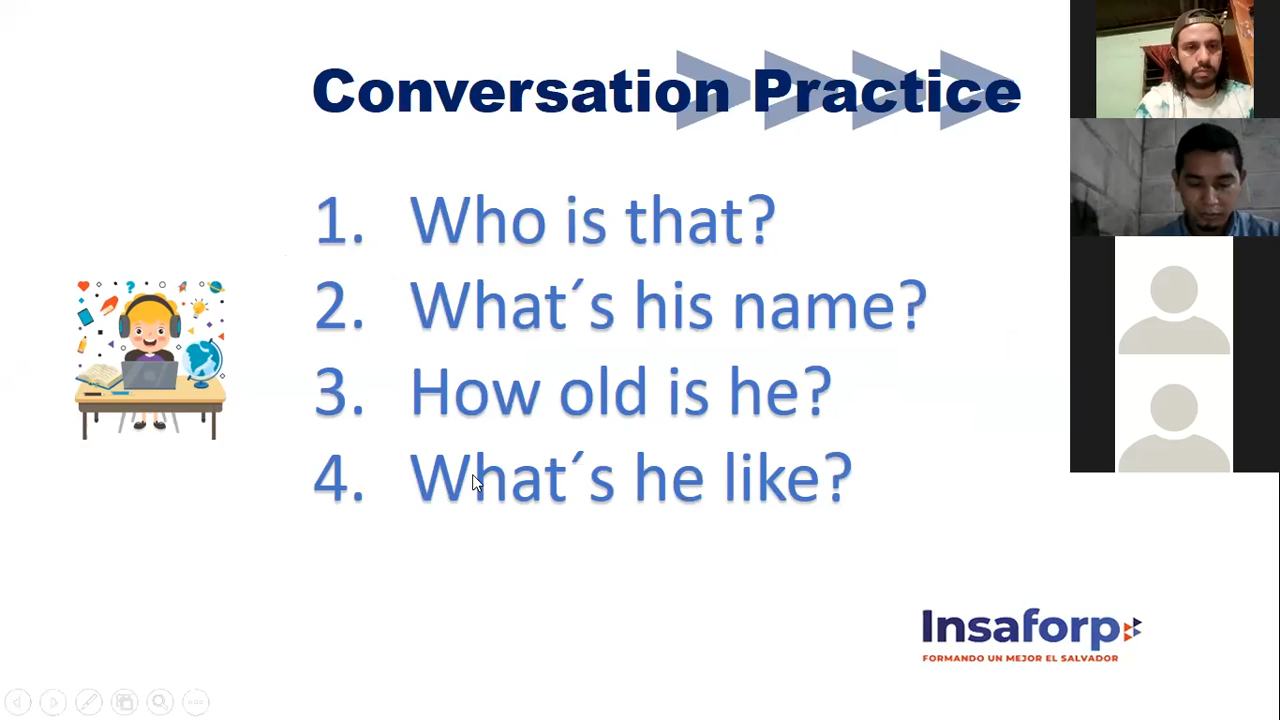 Conversation Practice
1. Who is that?
2. What´s his name?
3. How old is he?
4. What´s he like?
Insaforp
FORMANDO UN MEJOR EL SALVADOR